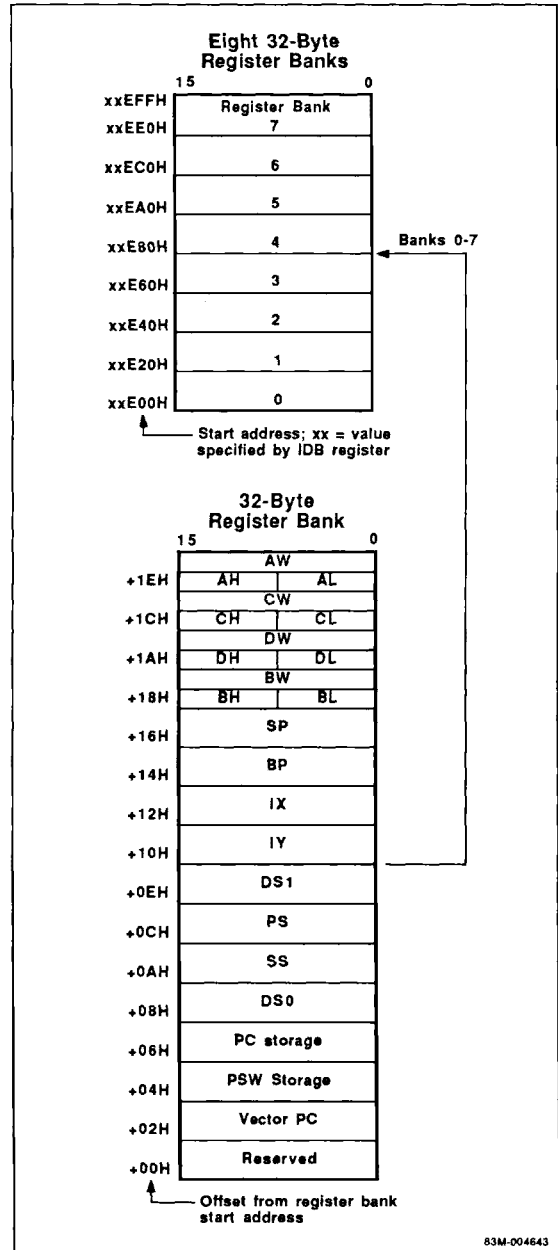 Eight 32-Byte
Register Banks
15 0
xxEFFH
Register Bank
xxEE0H 7
xxEC0H 6
xxEA0H 5
xxE80H 4 Banks 0-7
xxE60H 3
xxE40H 2
xxE20H 1
xxE00H 0
Start address; xx = value
specified by IDB register
32-Byte
Register Bank
15 0
AW
+1EH AH AL
CW
+1CH CH CL
DW
+1AH DH DL
BW
+18H BH BL
SP
+16H
BP
+14H
IX
+12H
IY
+10H
DS1
+0EH
PS
+0CH
SS
+0AH
DS0
+08H
PC storage
+06H
PSW Storage
+04H
Vector PC
+02H
Reserved
+00H
Offset from register bank
start address
83M-004643